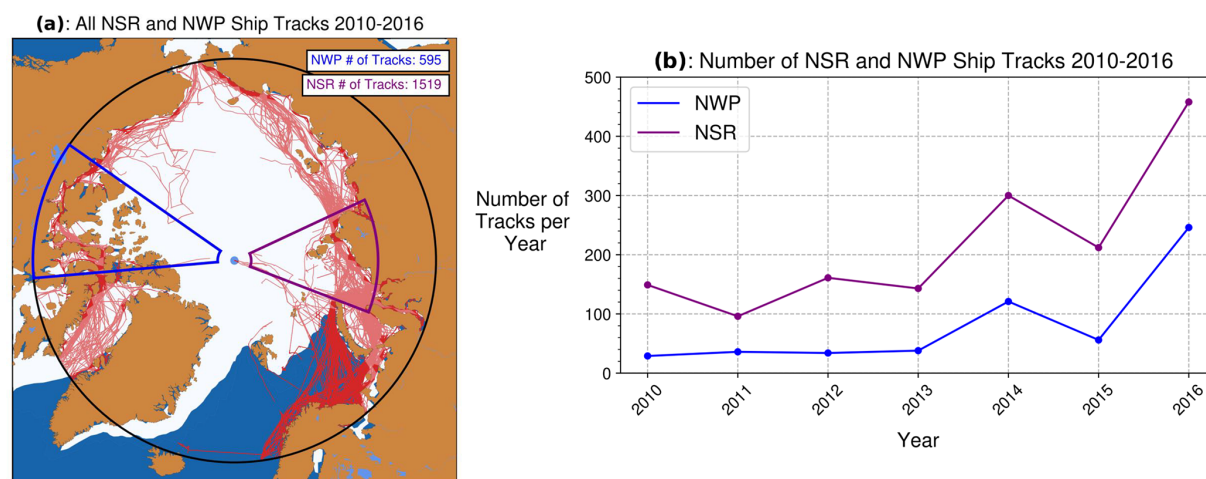 (a): All NSR and NWP Ship Tracks 2010-2016
NWP # of Tracks: 595
NSR # of Tracks: 1519
(b): Number of NSR and NWP Ship Tracks 2010-2016
Number of
Tracks per
Year
500
400
300
200
100
0
NWP
NSR
2010
2011
2012
2013
2014
2015
2016
Year